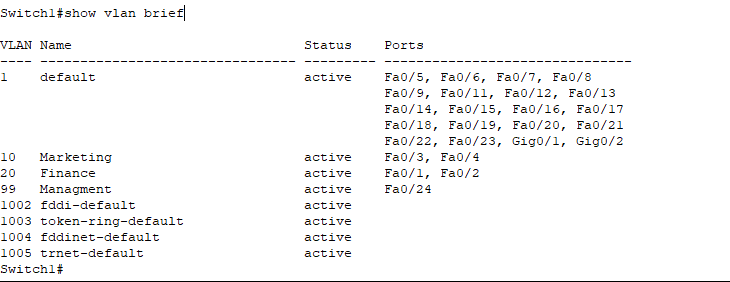 Switch1#show vlan brief
VLAN Name                             Status    Ports
---- -------------------------------- --------- -------------------------------
1    default                          active    Fa0/5, Fa0/6, Fa0/7, Fa0/8
                                                Fa0/9, Fa0/11, Fa0/12, Fa0/13
                                                Fa0/14, Fa0/15, Fa0/16, Fa0/17
                                                Fa0/18, Fa0/19, Fa0/20, Fa0/21
                                                Fa0/22, Fa0/23, Gig0/1, Gig0/2
10   Marketing                        active    Fa0/3, Fa0/4
20   Finance                          active    Fa0/1, Fa0/2
99   Managment                        active    Fa0/24
1002 fddi-default                     active
1003 token-ring-default               active
1004 fddinet-default                  active
1005 trnet-default                    active
Switch1#